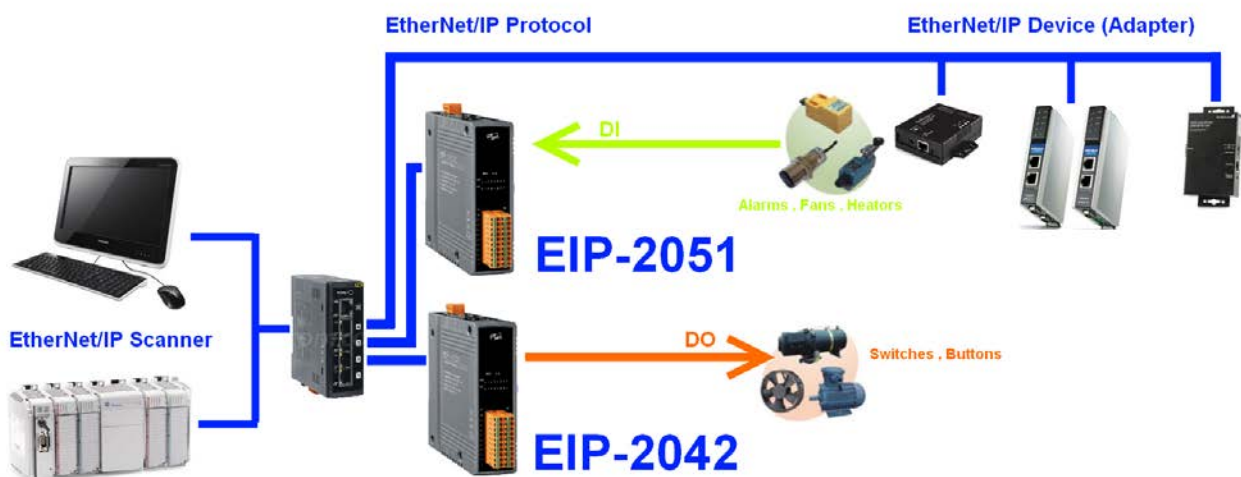 EtherNet/IP Protocol
EtherNet/IP Device (Adapter)
DI
Alarms , Fans , Heators
EIP-2051
EtherNet/IP Scanner
DO
Switches , Buttons
EIP-2042